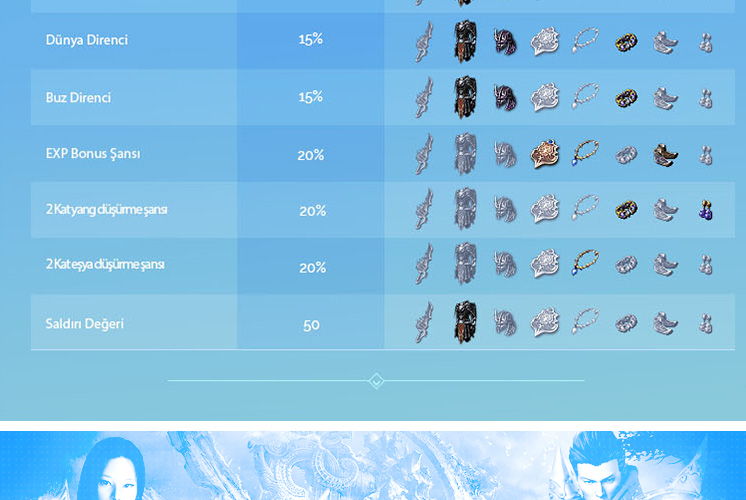 Dünya Direnci 15%
Buz Direnci 15%
EXP Bonus Şansı 20%
2 Kat yang düşürme şansı 20%
2 Kat eşya düşürme şansı 20%
Saldırı Değeri 50